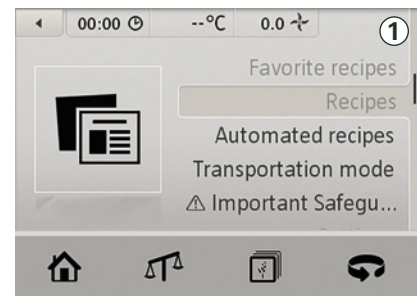 00:00 --°C 0.0 1
Favorite recipes
Recipes
Automated recipes
Transportation mode
Important Safegu...